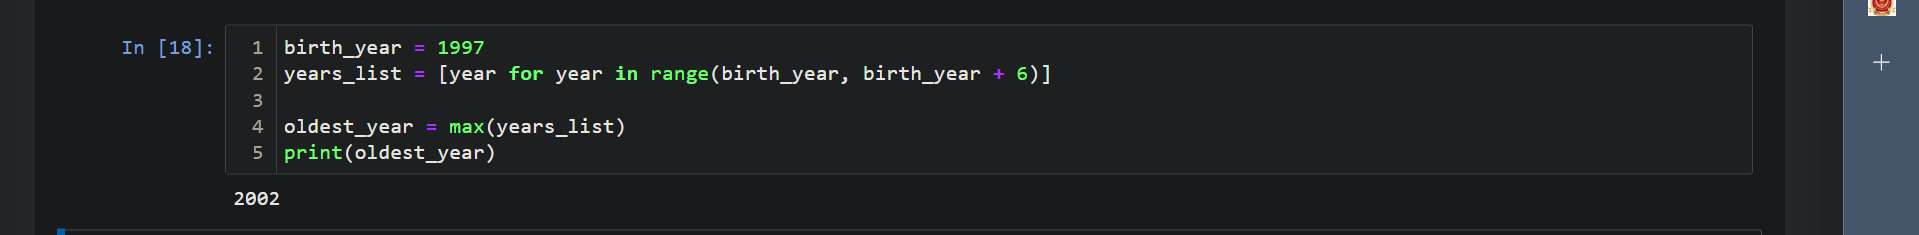 In [18]:
1 birth_year = 1997
2 years_list = [year for year in range(birth_year, birth_year + 6)]
3
4 oldest_year = max(years_list)
5 print(oldest_year)
2002